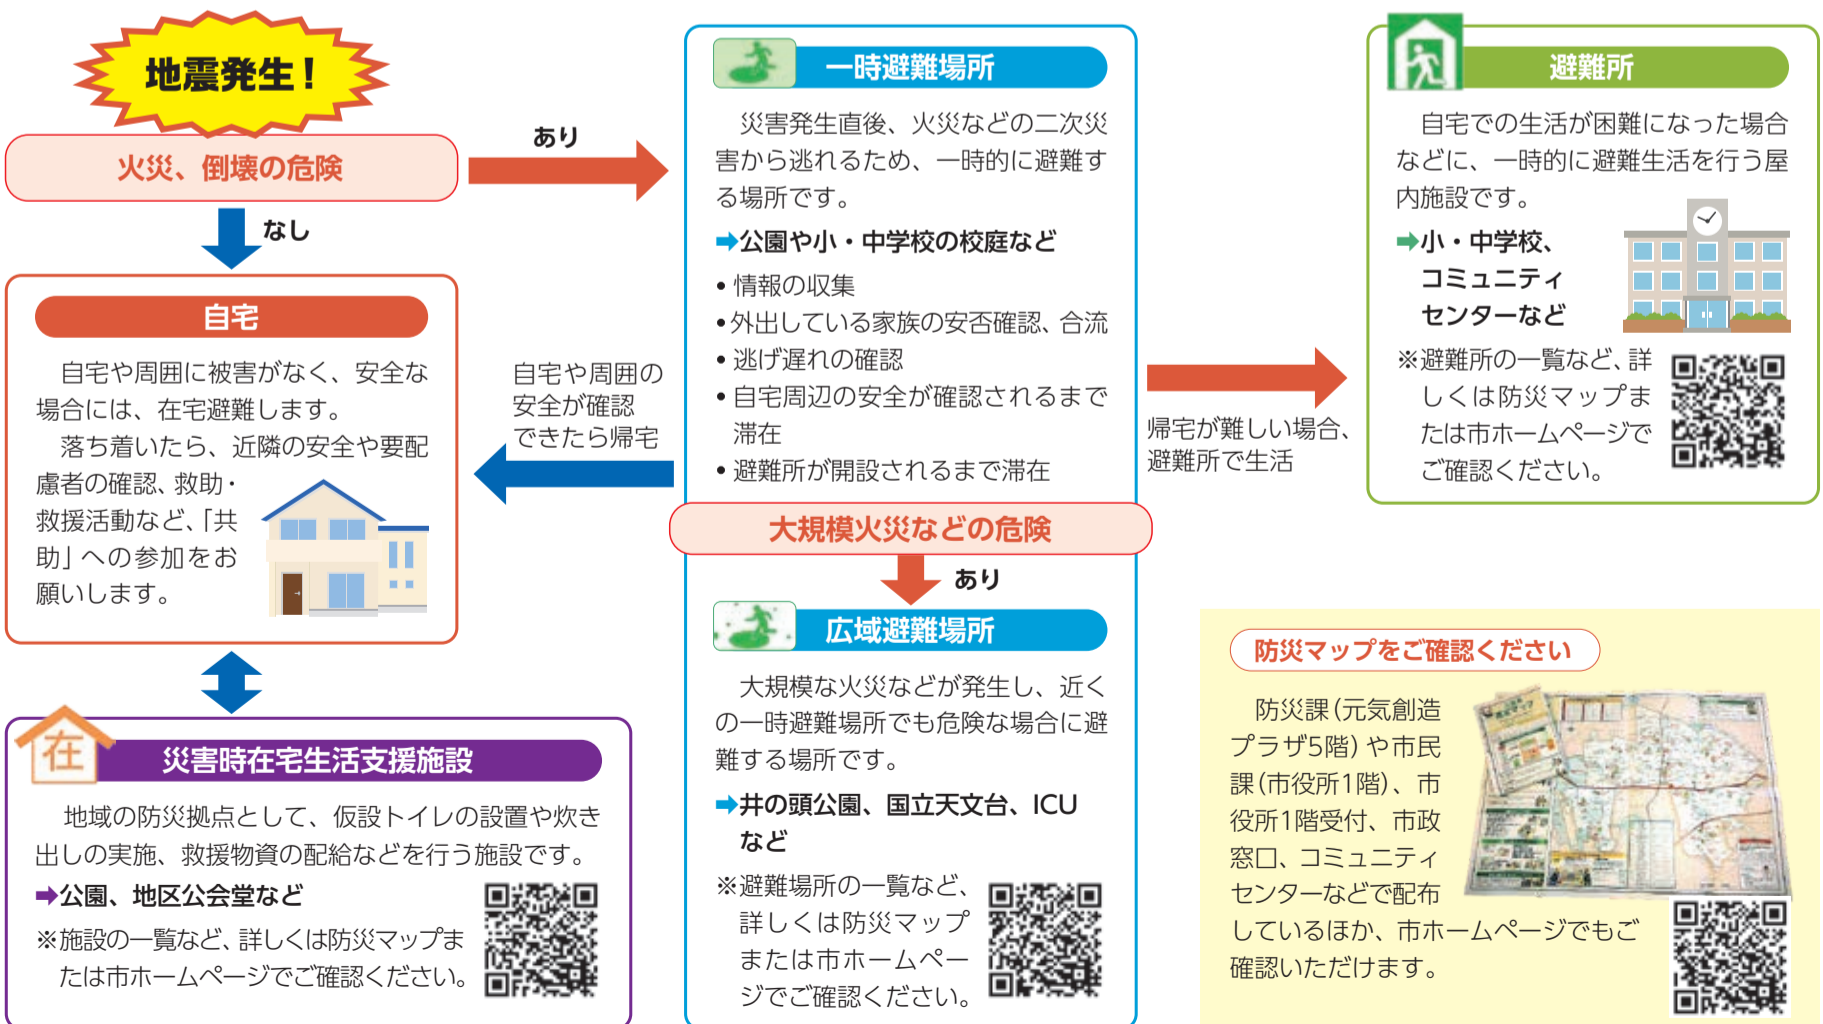 地震発生！
火災、倒壊の危険
あり
なし
自宅
自宅や周囲に被害がなく、安全な
場合には、在宅避難します。
落ち着いたら、近隣の安全や要配
慮者の確認、救助・
救援活動など、「共
助」への参加をお
願いします。
災害時在宅生活支援施設
在
地域の防災拠点として、仮設トイレの設置や炊き
出しの実施、救援物資の配給などを行う施設です。
➡公園、地区公会堂など
※施設の一覧など、詳しくは防災マップま
たは市ホームページでご確認ください。
自宅や周囲の
安全が確認
できたら帰宅
一時避難場所
災害発生直後、火災などの二次災
害から逃れるため、一時的に避難す
る場所です。
➡公園や小・中学校の校庭など
• 情報の収集
• 外出している家族の安否確認、合流
• 逃げ遅れの確認
• 自宅周辺の安全が確認されるまで
滞在
• 避難所が開設されるまで滞在
大規模火災などの危険
あり
広域避難場所
大規模な火災などが発生し、近く
の一時避難場所でも危険な場合に避
難する場所です。
➡井の頭公園、国立天文台、ICU
など
※避難場所の一覧など、
詳しくは防災マップ
または市ホームペー
ジでご確認ください。
帰宅が難しい場合、
避難所で生活
避難所
自宅での生活が困難になった場合
などに、一時的に避難生活を行う屋
内施設です。
➡小・中学校、
コミュニティ
センターなど
※避難所の一覧など、詳
しくは防災マップま
たは市ホームページで
ご確認ください。
防災マップをご確認ください
防災課（元気創造
プラザ5階）や市民
課（市役所1階）、市
役所1階受付、市政
窓口、コミュニティ
センターなどで配布
しているほか、市ホームページでもご
確認いただけます。